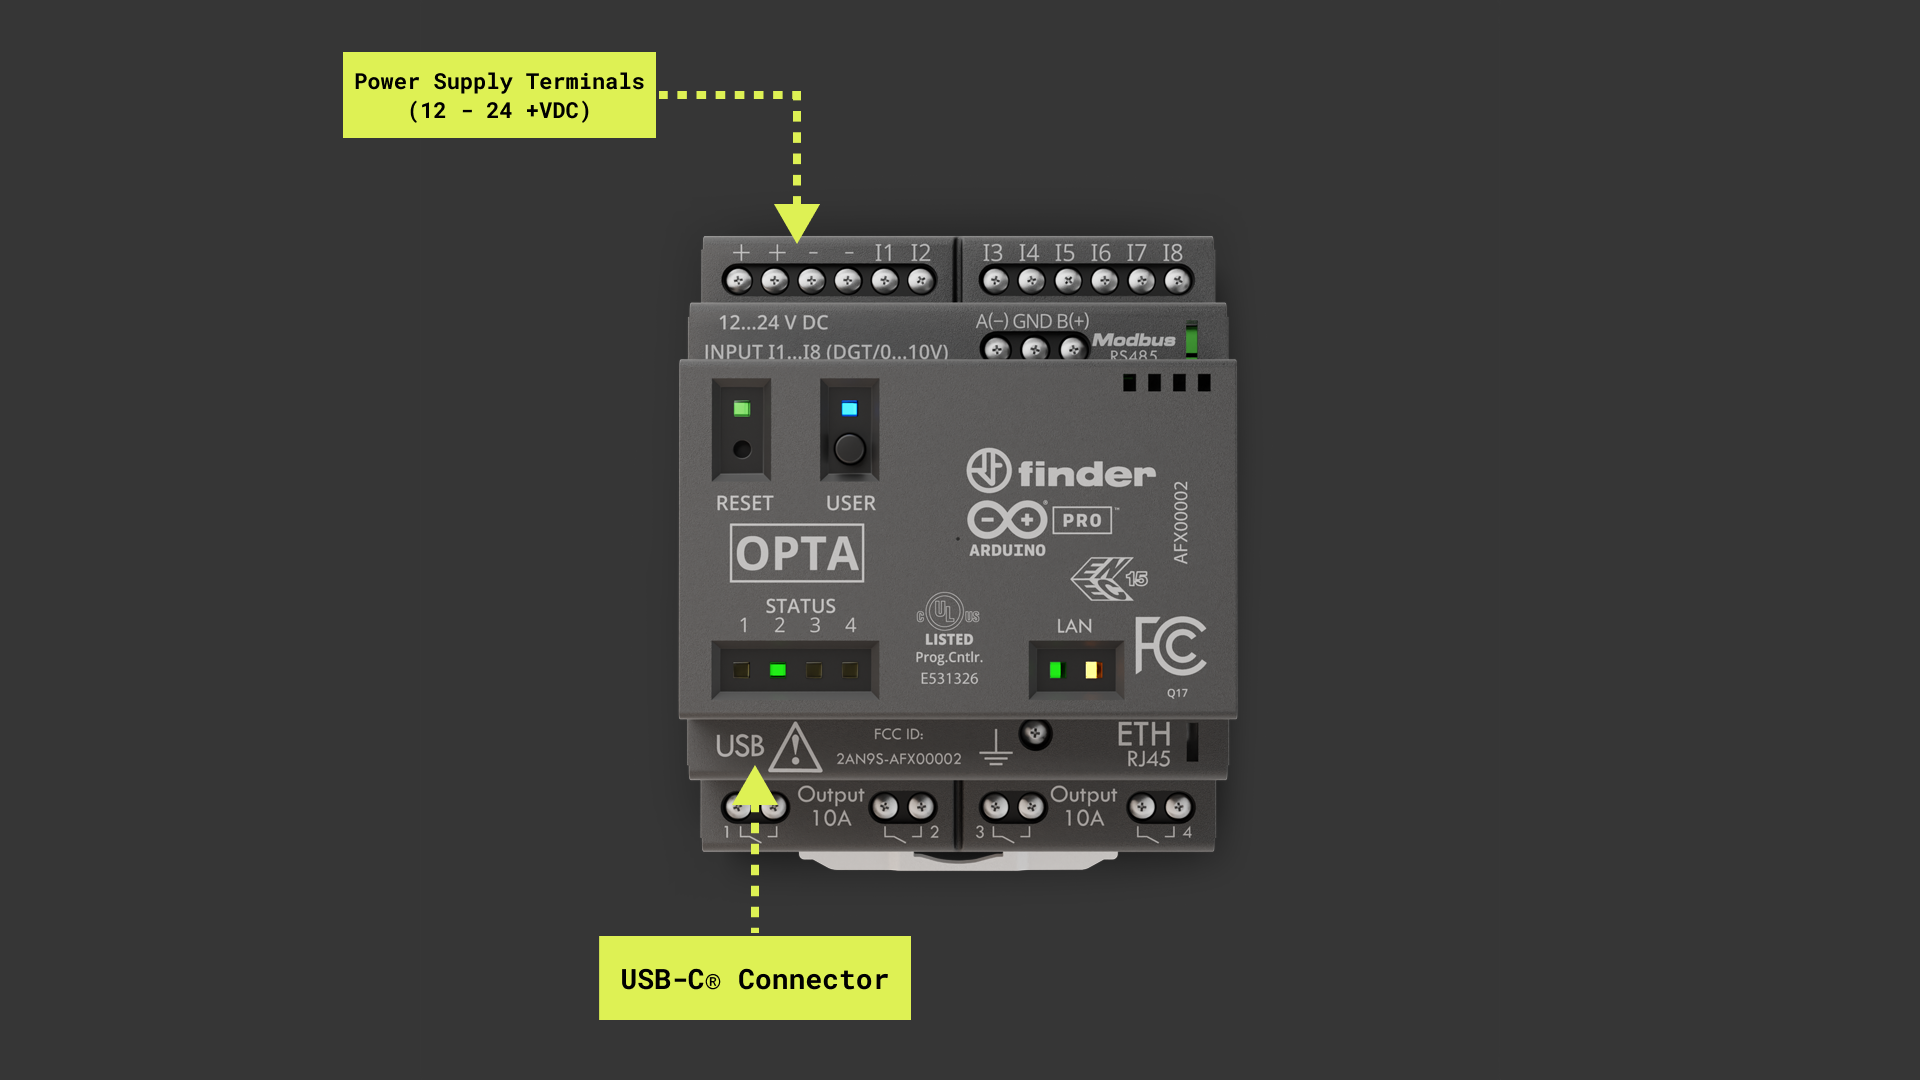 Power Supply Terminals
(12 - 24 +VDC)
+ + - - I1 I2
I3 I4 I5 I6 I7 I8
12...24 V DC
INPUT I1...I8 (DGT/0...10V)
A(-) GND B(+)
Modbus
RS485
RESET
USER
finder
PRO™
ARDUINO®
AFX00002
OPTA
ENEC 15
STATUS
1 2 3 4
C UL US
LISTED
Prog.Cntlr.
E531326
LAN
FC
Q17
USB
FCC ID:
2AN9S-AFX00002
ETH
RJ45
Output
10A
1
2
Output
10A
3
4
USB-C® Connector